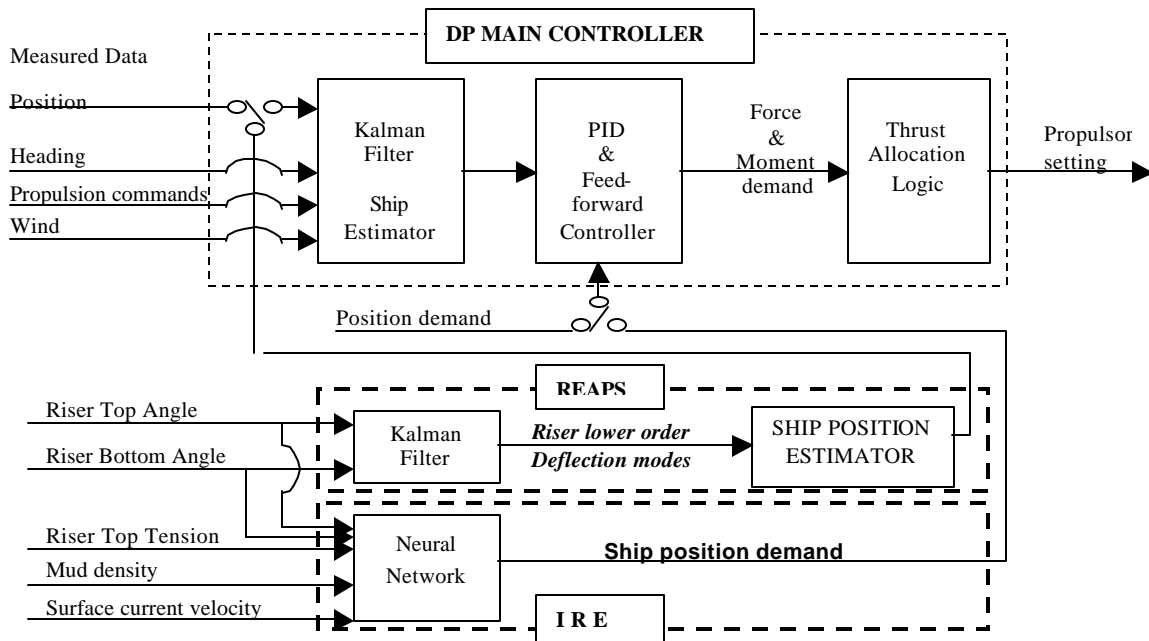 DP MAIN CONTROLLER
Measured Data
Position
Heading
Propulsion commands
Wind
Kalman
Filter
Ship
Estimator
PID
&
Feed-
forward
Controller
Force
&
Moment
demand
Thrust
Allocation
Logic
Propulsor
setting
Position demand
REAPS
Riser Top Angle
Riser Bottom Angle
Kalman
Filter
Riser lower order
Deflection modes
SHIP POSITION
ESTIMATOR
Riser Top Tension
Mud density
Surface current velocity
Neural
Network
Ship position demand
I R E